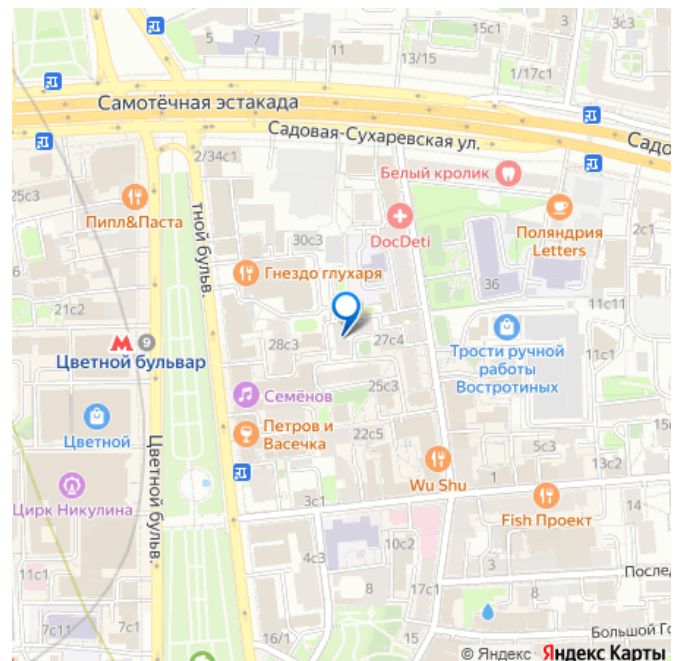 15с1
3
3с3
5
7
11
13/15
1/17с1
Самотёчная эстакада
Садовая-Сухаревская ул.
Садо
2/34с1
Белый кролик
25с3
Пипл&Паста
тной бульв.
DocDeti
Поляндрия
Letters
2с1
30с3
Гнездо глухаря
36
11с11
21с2
М 9
Цветной бульвар
28с3
27с4
Трости ручной
работы
Востротиных
11с1
25с3
Семёнов
Цветной
Петров и
Васечка
22с5
15
5с3
Цветной бульв.
Wu Shu
1
13с2
Цирк Никулина
3с1
Fish Проект
14
4с3
10с2
11с1
8
17с1
3
8
Послед
7с11
7с1
16/1
15
Большой Го
© Яндекс Яндекс Карты